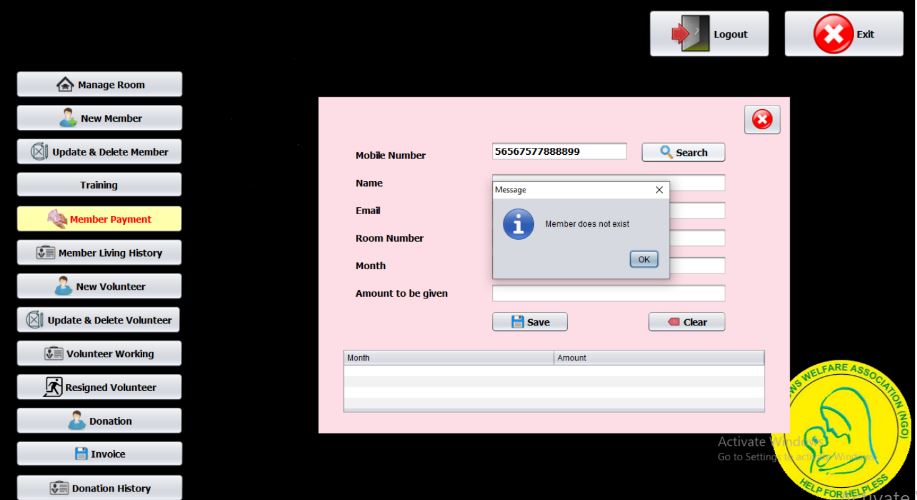 Logout
Exit
Manage Room
New Member
Update & Delete Member
Training
Member Payment
Member Living History
New Volunteer
Update & Delete Volunteer
Volunteer Working
Resigned Volunteer
Donation
Invoice
Donation History
Mobile Number
56567577888899
Search
Name
Email
Room Number
Month
Amount to be given
Message
Member does not exist
OK
Save
Clear
Month Amount
WS WELFARE ASSOCIATION (NGO)
HELP FOR HELPLESS
Activate Windows
Go to Settings to activate Windows.